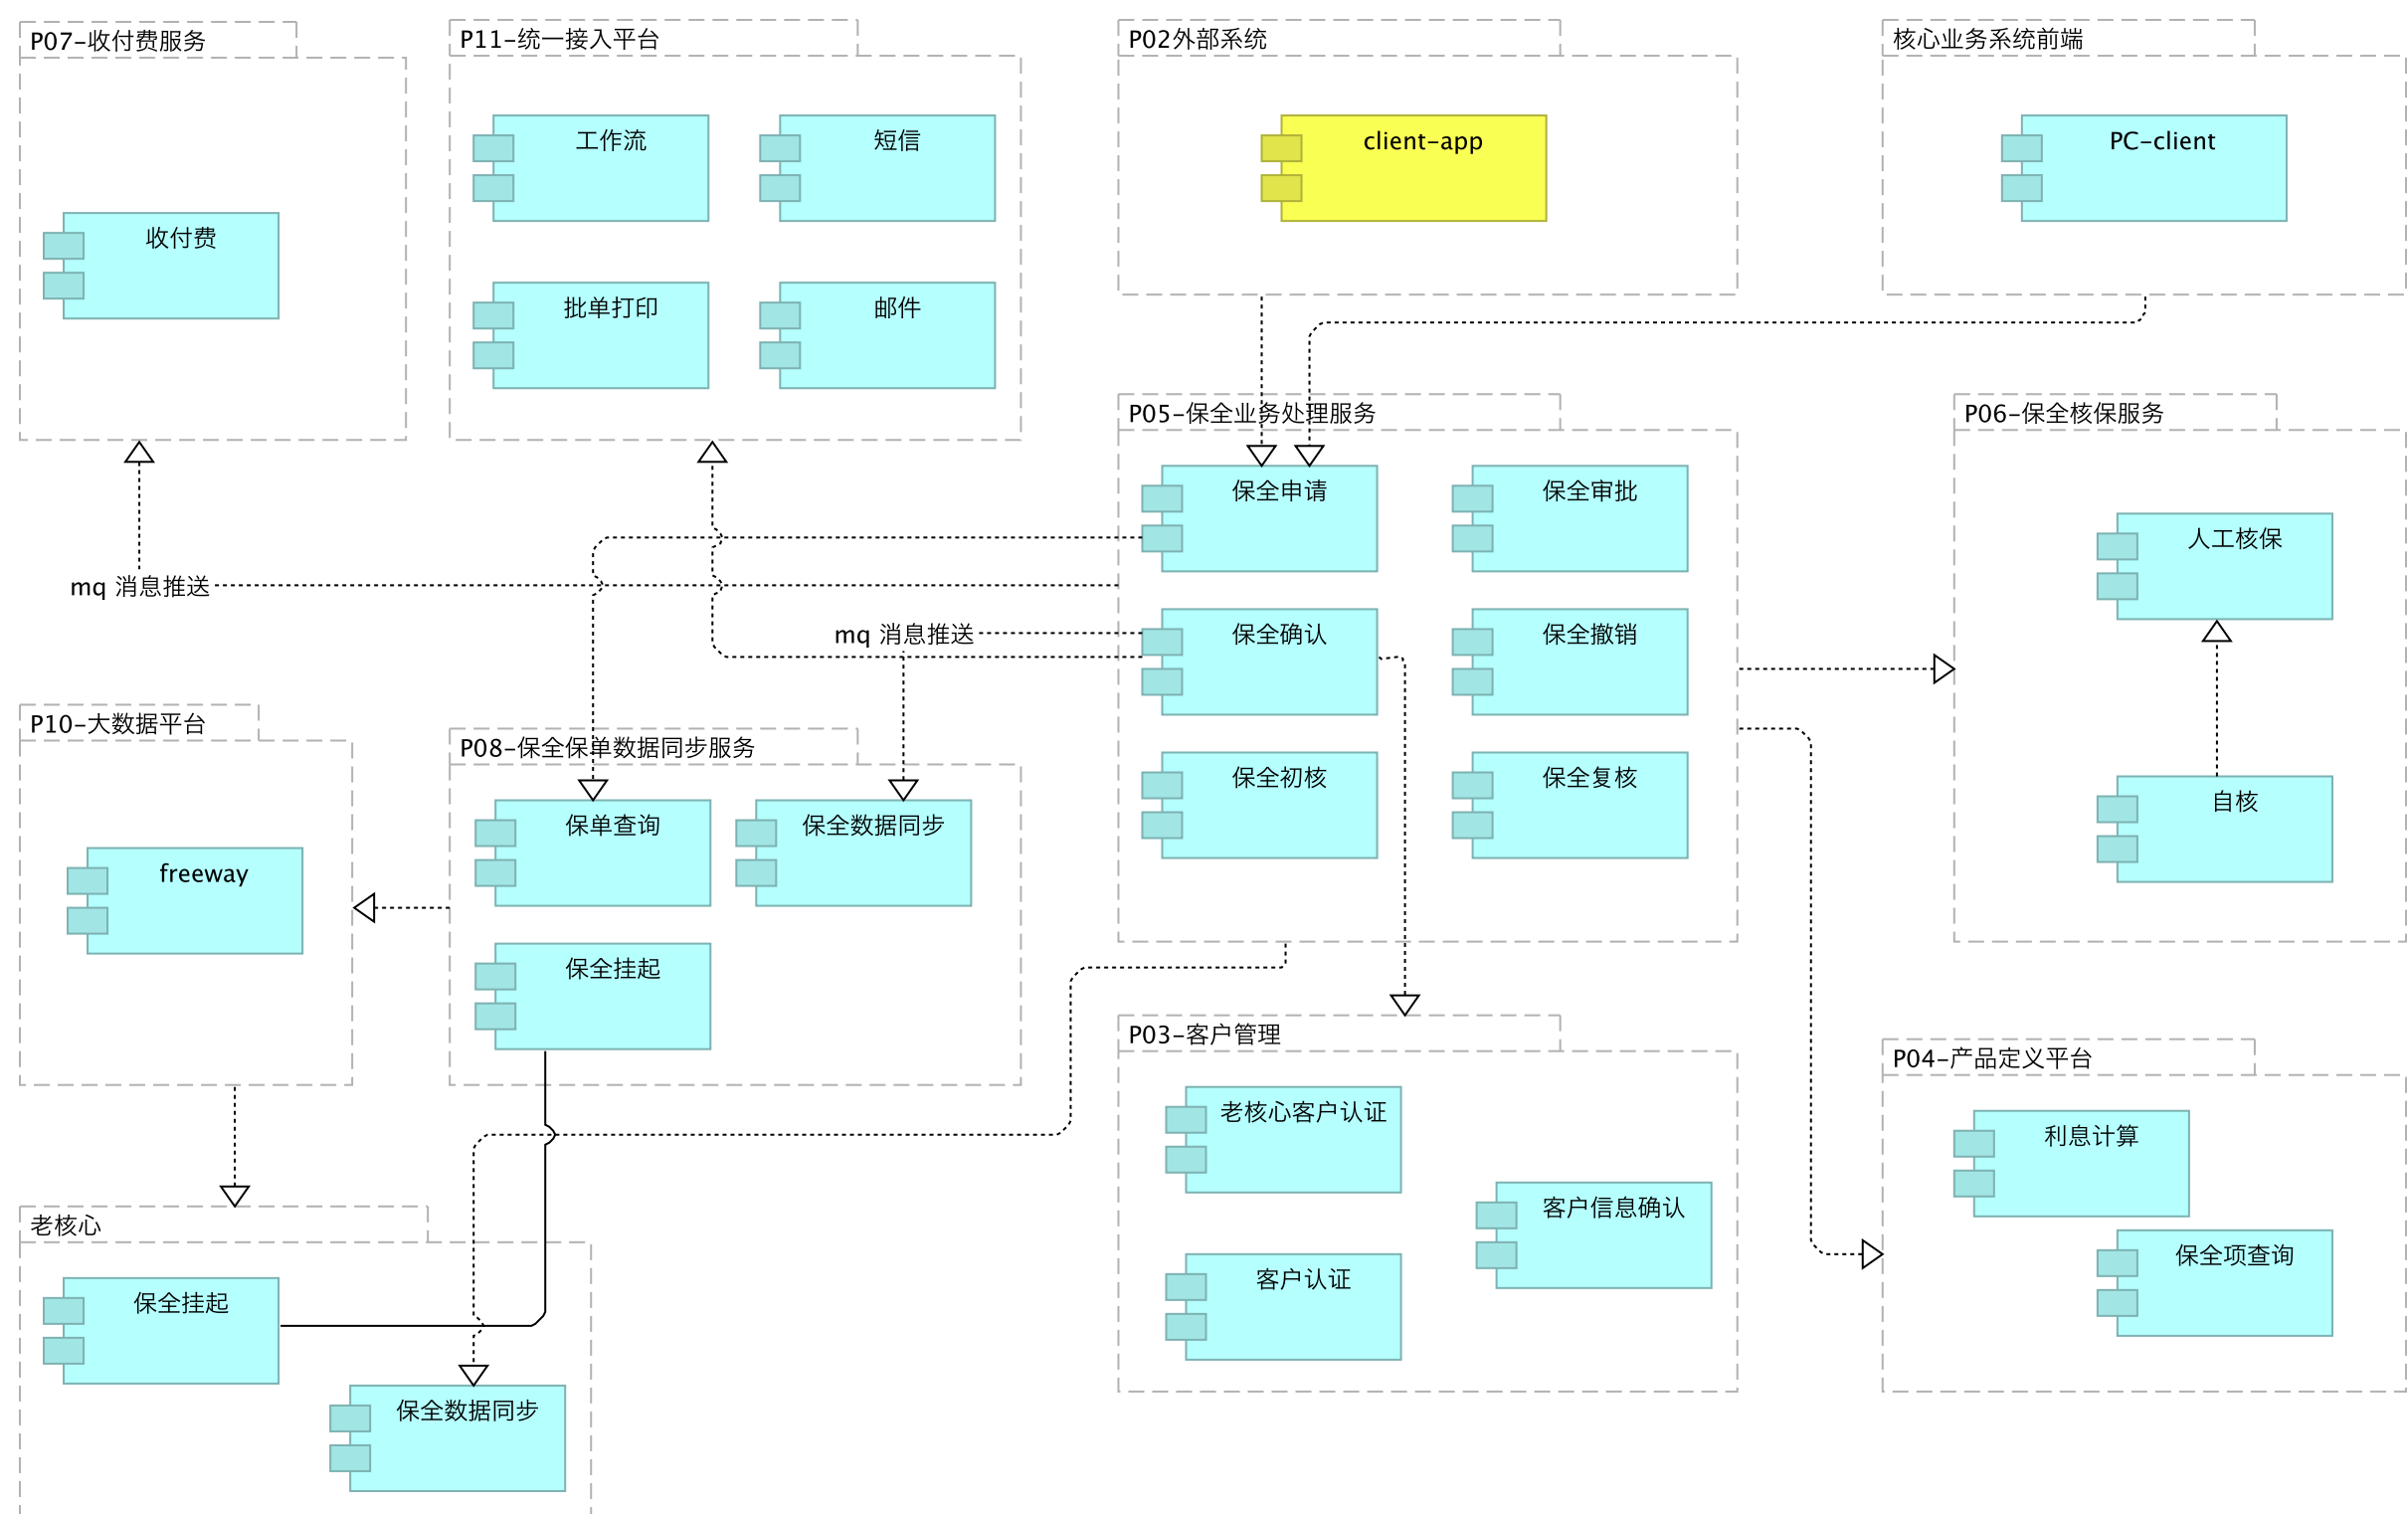 P07-收付费服务
收付费
P11-统一接入平台
工作流
短信
批单打印
邮件
P02外部系统
client-app
核心业务系统前端
PC-client
mq 消息推送
mq 消息推送
P05-保全业务处理服务
保全申请
保全审批
保全确认
保全撤销
保全初核
保全复核
P06-保全核保服务
人工核保
自核
P10-大数据平台
freeway
P08-保全保单数据同步服务
保单查询
保全数据同步
保全挂起
P03-客户管理
老核心客户认证
客户信息确认
客户认证
P04-产品定义平台
利息计算
保全项查询
老核心
保全挂起
保全数据同步